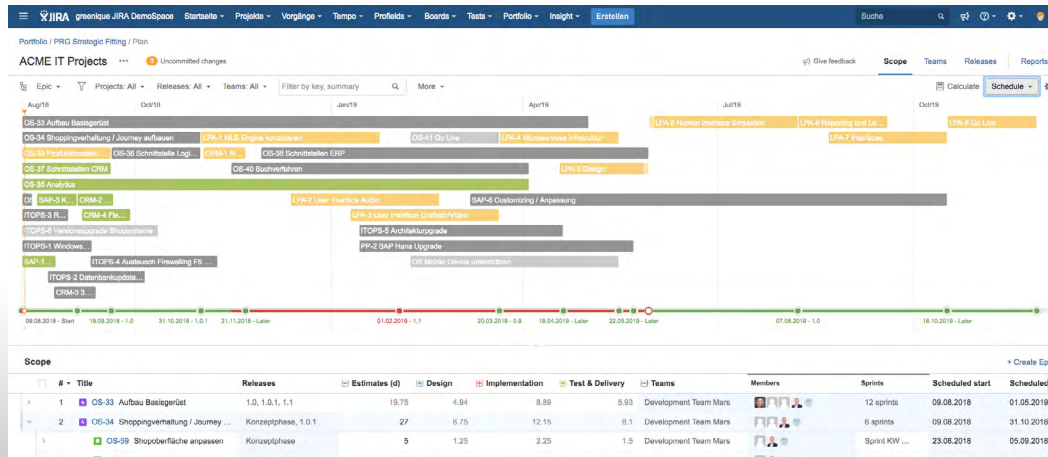 JIRA greenique JIRA DemoSpace Startseite Projekte Vorgänge Tempo Profields Boards Tests Portfolio Insight Erstellen Suche
Portfolio / PRG Strategic Fitting / Plan
ACME IT Projects ... 3 Uncommitted changes Give feedback Scope Teams Releases Reports
Epic Projects: All Releases: All Teams: All Filter by key, summary More Calculate Schedule
Aug/18 Oct/18 Jan/19 Apr/19 Jul/19 Oct/19
OS-33 Aufbau Basisgerüst LPA-5 Human Interface Simulation LPA-6 Reporting und Le... LPA-8 Go Live
OS-34 Shoppingverhaltung / Journey aufbauen LPA-1 MLS Engine konzipieren OS-41 Go Live LPA-4 Microservices Infrastruktur LPA-7 Interfaces
OS-36 Schnittstelle Logi... CRM-1 N... OS-38 Schnittstellen ERP
OS-37 Schnittstellen CRM OS-40 Suchverfahren LPA-9 Design
OS-35 Analytics
OS SAP-3 K... CRM-2 ... LPA-2 User Interface Audio SAP-6 Customizing / Anpassung
ITOPS-3 R... CRM-4 Fie... LPA-3 User Interface Grafisch/Video
ITOPS-6 Versionsupgrade Shopsysteme ITOPS-5 Architekturpgrade
ITOPS-1 Windows... PP-2 SAP Hana Upgrade
SAP-1... ITOPS-4 Austausch Firewalling F5 ... OS Mobile Device unterstützen
ITOPS-2 Datenbankupdate...
CRM-3 3...
09.08.2018 - Start 19.09.2018 - 1.0 31.10.2018 - 1.0.1 21.11.2018 - Later 01.02.2019 - 1.1 20.03.2019 - 0.9 19.04.2019 - Later 22.05.2019 - Later 07.08.2019 - 1.0 16.10.2019 - Later
Scope + Create Ep
# Title Releases Estimates (d) Design Implementation Test & Delivery Teams Members Sprints Scheduled start Scheduled
1 OS-33 Aufbau Basisgerüst 1.0, 1.0.1, 1.1 19.75 4.94 8.89 5.93 Development Team Mars 12 sprints 09.08.2018 01.05.2019
2 OS-34 Shoppingverhaltung / Journey ... Konzeptphase, 1.0.1 27 6.75 12.15 8.1 Development Team Mars 6 sprints 09.08.2018 31.10.2018
OS-59 Shopoberfläche anpassen Konzeptphase 5 1.25 2.25 1.5 Development Team Mars Sprint KW ... 23.08.2018 05.09.2018